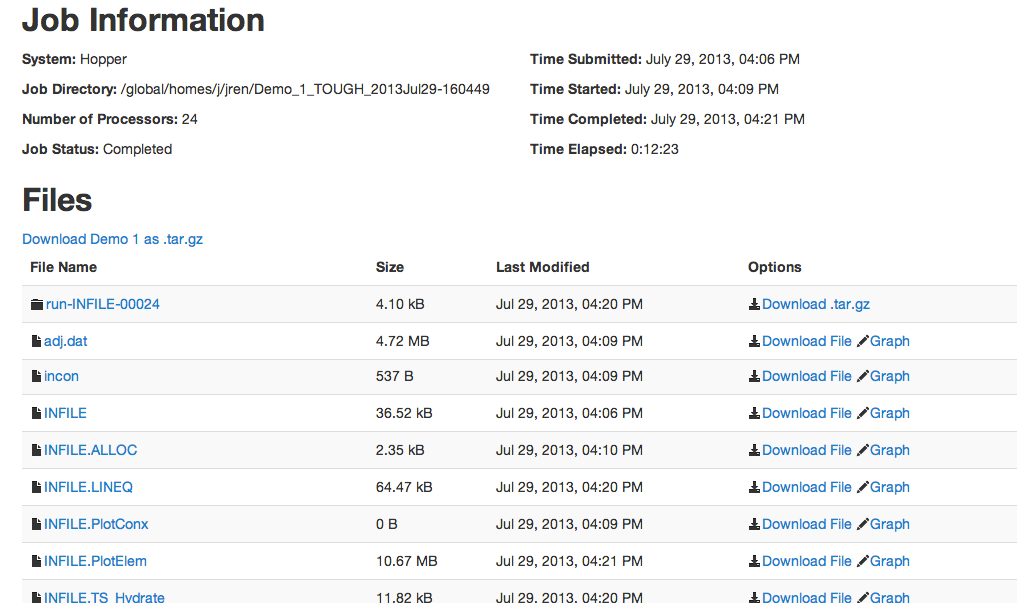 Job Information
System: Hopper Time Submitted: July 29, 2013, 04:06 PM
Job Directory: /global/homes/j/jren/Demo_1_TOUGH_2013Jul29-160449 Time Started: July 29, 2013, 04:09 PM
Number of Processors: 24 Time Completed: July 29, 2013, 04:21 PM
Job Status: Completed Time Elapsed: 0:12:23
Files
Download Demo 1 as .tar.gz
File Name Size Last Modified Options
run-INFILE-00024 4.10 kB Jul 29, 2013, 04:20 PM Download .tar.gz
adj.dat 4.72 MB Jul 29, 2013, 04:09 PM Download File Graph
incon 537 B Jul 29, 2013, 04:09 PM Download File Graph
INFILE 36.52 kB Jul 29, 2013, 04:06 PM Download File Graph
INFILE.ALLOC 2.35 kB Jul 29, 2013, 04:10 PM Download File Graph
INFILE.LINEQ 64.47 kB Jul 29, 2013, 04:20 PM Download File Graph
INFILE.PlotConx 0 B Jul 29, 2013, 04:09 PM Download File Graph
INFILE.PlotElem 10.67 MB Jul 29, 2013, 04:21 PM Download File Graph
INFILE.TS_Hydrate 11.82 kB Jul 29, 2013, 04:20 PM Download File Graph